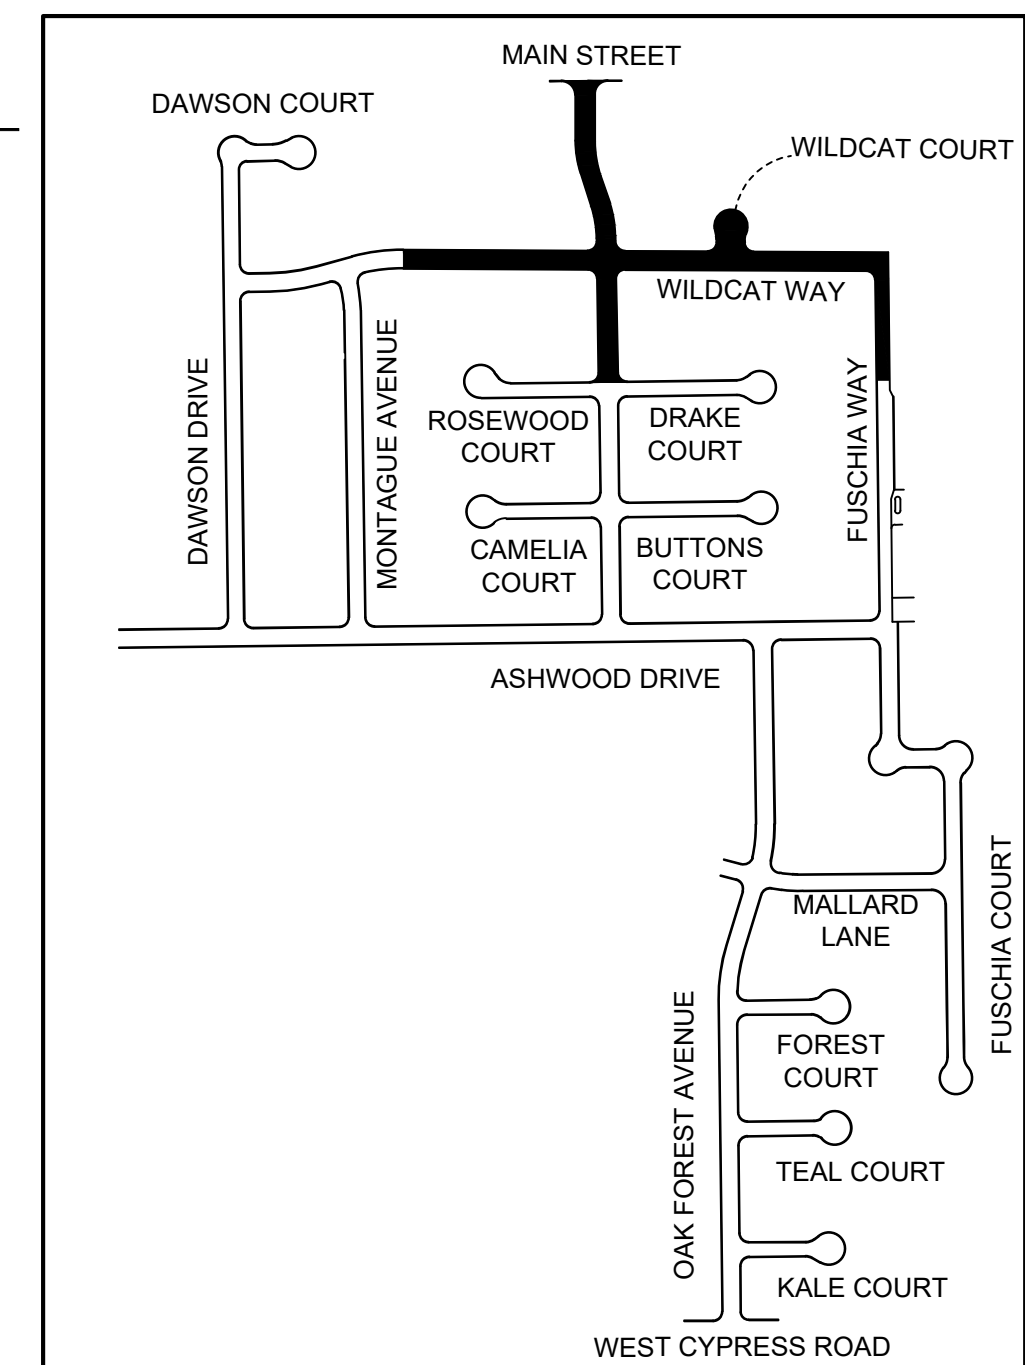 MAIN STREET
DAWSON COURT
WILDCAT COURT
WILDCAT WAY
DAWSON DRIVE
MONTAGUE AVENUE
FUSCHIA WAY
ROSEWOOD
COURT
DRAKE
COURT
CAMELIA
COURT
BUTTONS
COURT
ASHWOOD DRIVE
MALLARD
LANE
FUSCHIA COURT
OAK FOREST AVENUE
FOREST
COURT
TEAL COURT
KALE COURT
WEST CYPRESS ROAD